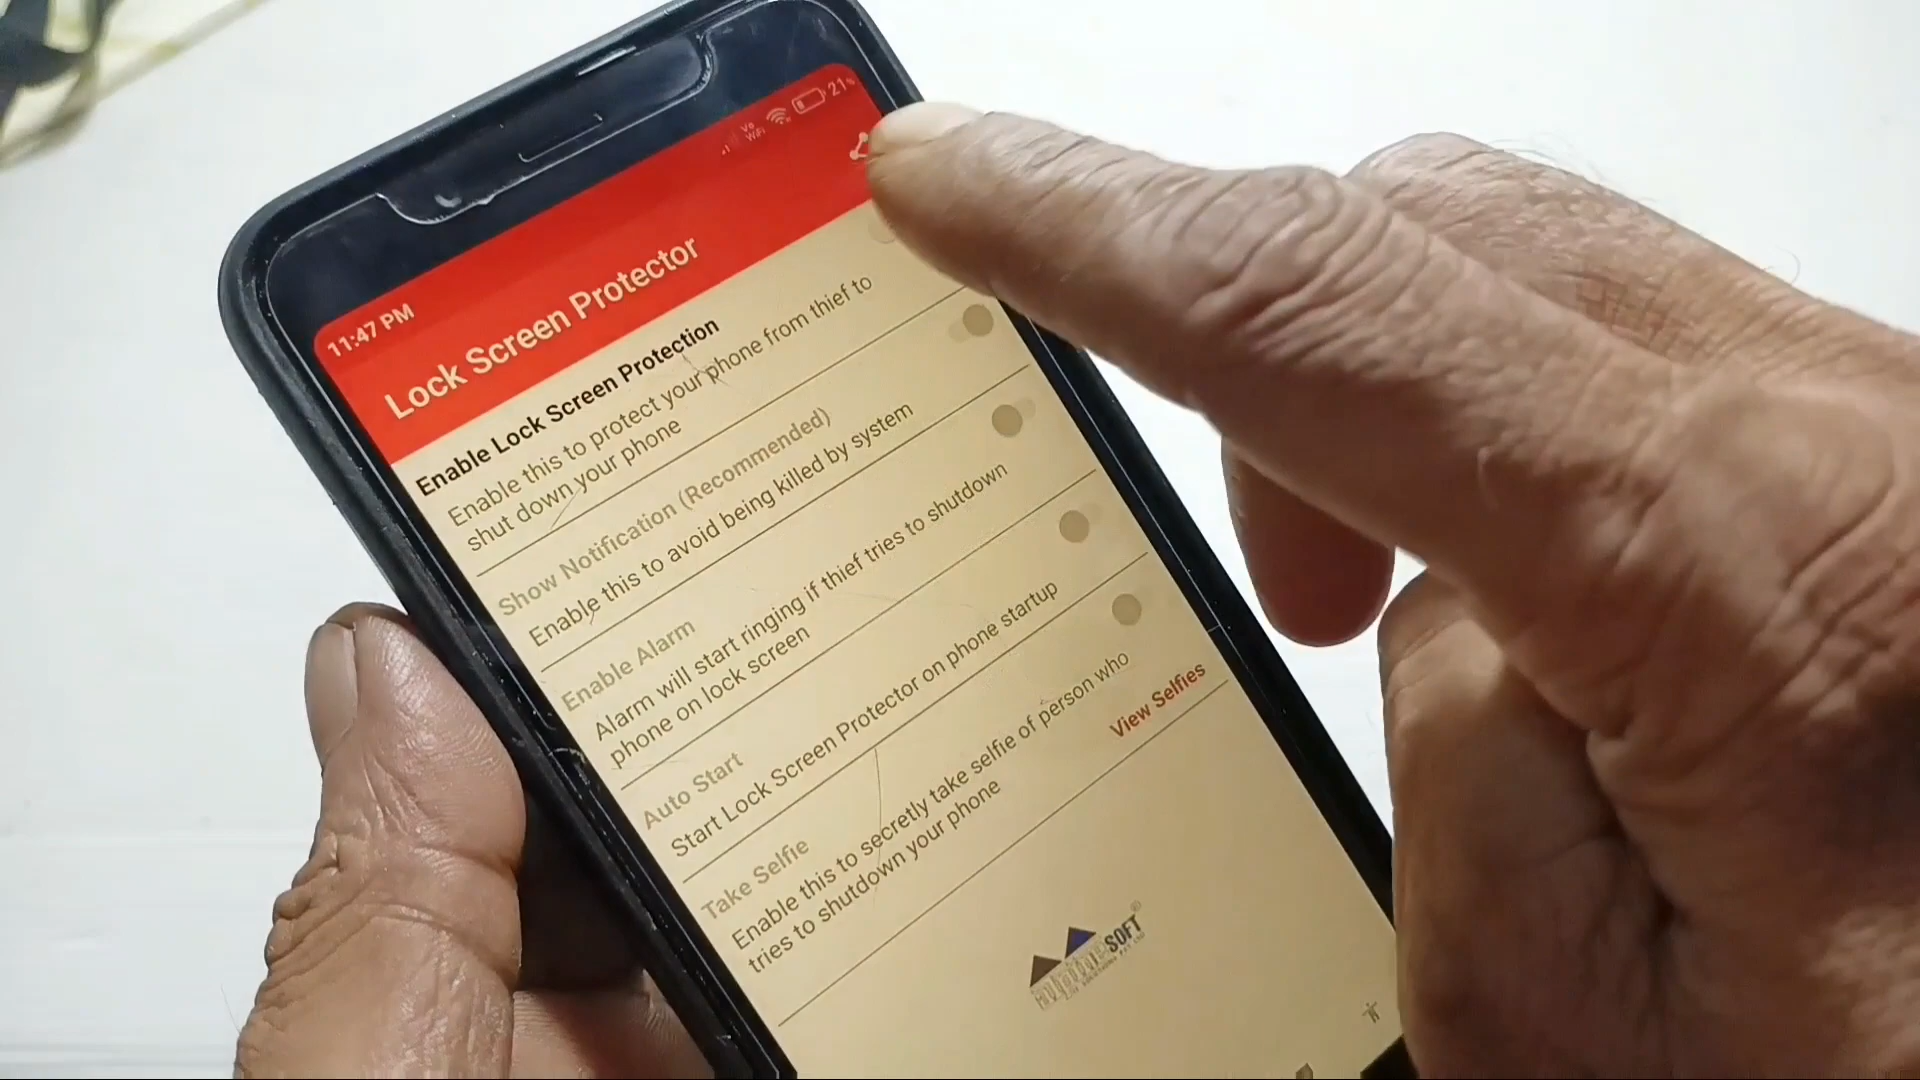 11:47 PM
Vo
WiFi
21%
Lock Screen Protector
Enable Lock Screen Protection
Enable this to protect your phone from thief to
shut down your phone
Show Notification (Recommended)
Enable this to avoid being killed by system
Enable Alarm
Alarm will start ringing if thief tries to shutdown
phone on lock screen
Auto Start
Start Lock Screen Protector on phone startup
Take Selfie
Enable this to secretly take selfie of person who
tries to shutdown your phone
View Selfies
SOFT